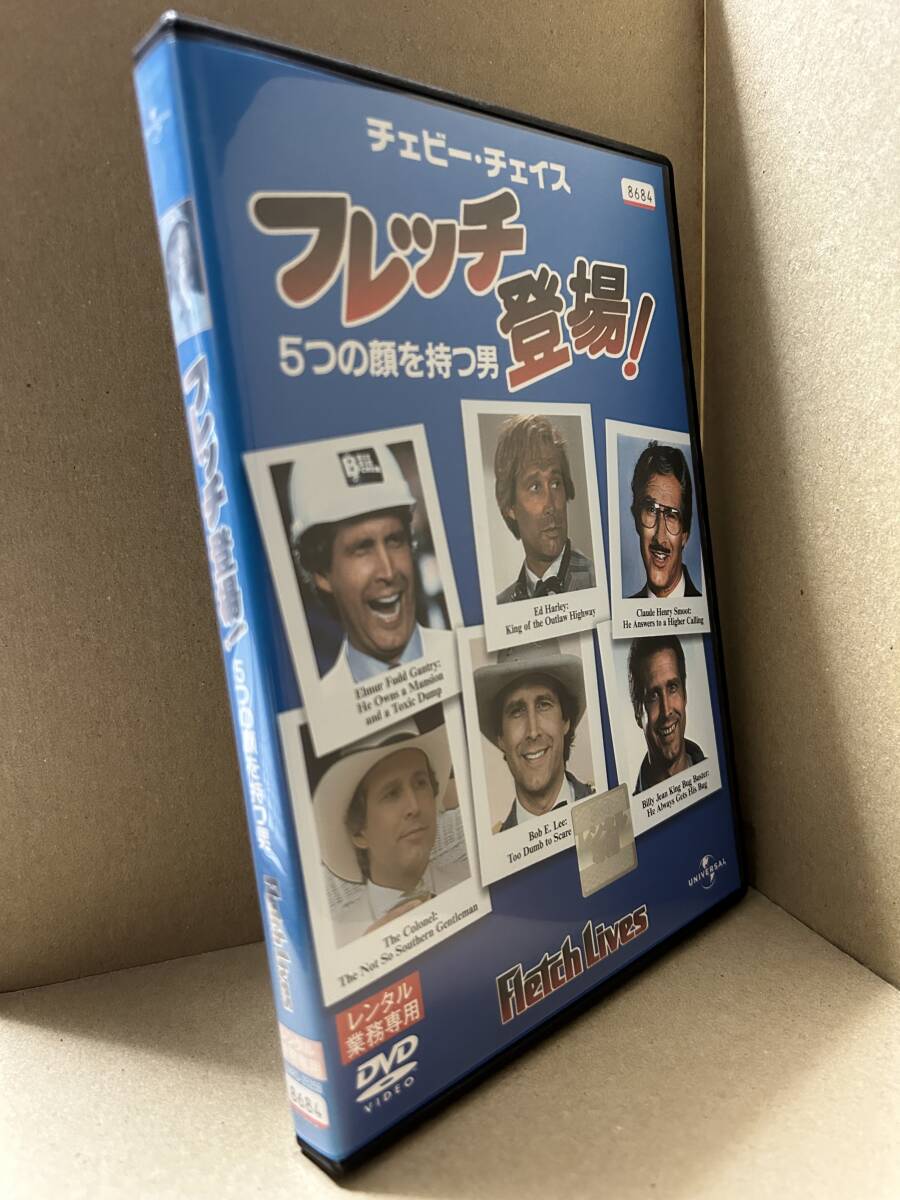 チェビー・チェイス
8684
フレッチ
登場!
5つの顔を持つ男
Elmer Fudd Gantry:
He Owns a Mansion
and a Toxic Dump
Ed Harley:
King of the Outlaw Highway
Claude Henry Smoot:
He Answers to a Higher Calling
The Colonel:
The Not So Southern Gentleman
Bob E. Lee:
Too Dumb to Scare
Billy Jean King Bug Buster:
He Always Gets His Bug
UNIVERSAL
Fletch Lives
レンタル
業務専用
DVD
VIDEO
フレッチ登場!
5つの顔を持つ男
Fletch Lives
8684